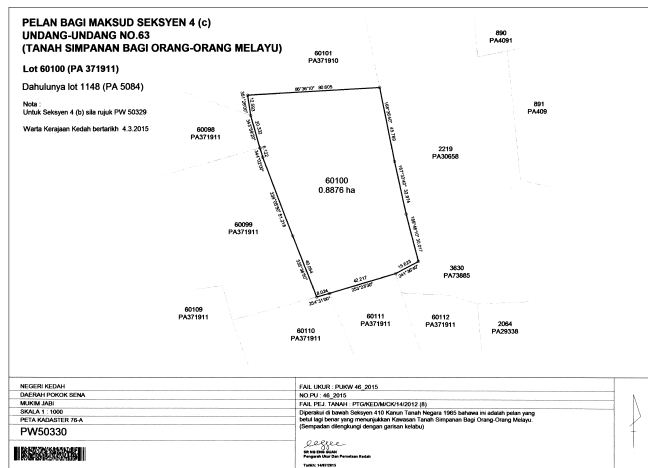 PELAN BAGI MAKSUD SEKSYEN 4 (c)
UNDANG-UNDANG NO.63
(TANAH SIMPANAN BAGI ORANG-ORANG MELAYU)
Lot 60100 (PA 371911)
Dahulunya lot 1148 (PA 5084)
Nota :
Untuk Seksyen 4 (b) sila rujuk PW 50329
Warta Kerajaan Kedah bertarikh 4.3.2015
60101
PA371910
890
PA4091
891
PA409
60098
PA371911
2219
PA30658
60100
0.8876 ha
60099
PA371911
3630
PA73885
60109
PA371911
60110
PA371911
60111
PA371911
60112
PA371911
2064
PA29338
42.217
NEGERI KEDAH
DAERAH POKOK SENA
MUKIM JABI
SKALA 1 : 1000
PETA KADASTER 76-A
PW50330
FAIL UKUR : PUKW 46_2015
NO.PU : 46_2015
FAIL PEJ. TANAH : PTG/KED/M/CK/14/2012 (8)
Diperakui di bawah Seksyen 410 Kanun Tanah Negara 1965 bahawa ini adalah pelan yang
betul lagi benar yang menunjukkan Kawasan Tanah Simpanan Bagi Orang-Orang Melayu.
(Sempadan dilengkungi dengan garisan kelabu)
SR NG ENG GUAN
Pengarah Ukur Dan Pemetaan Kedah